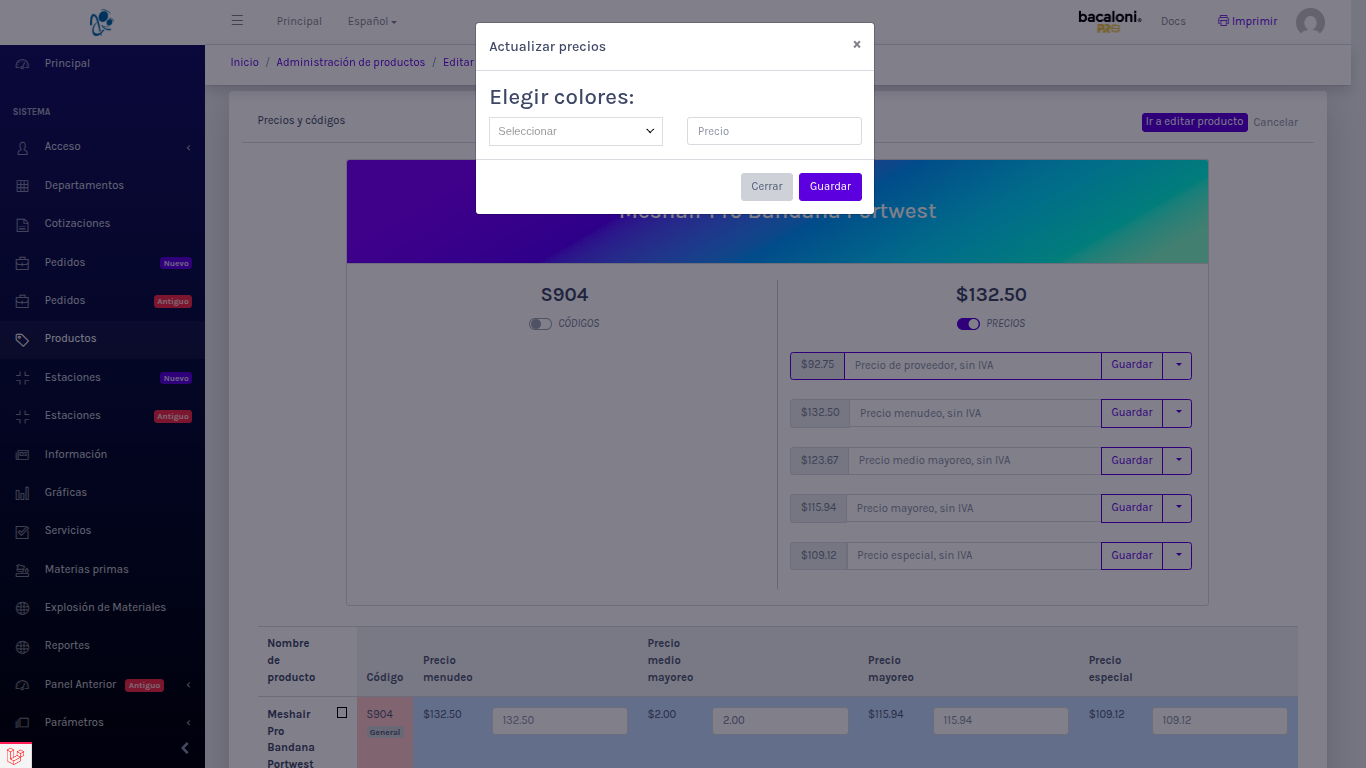 Principal
Español
bacaloni.
PRO
Docs
Imprimir
Principal
SISTEMA
Acceso
Departamentos
Cotizaciones
Pedidos Nuevo
Pedidos Antiguo
Productos
Estaciones Nuevo
Estaciones Antiguo
Información
Gráficas
Servicios
Materias primas
Explosión de Materiales
Reportes
Panel Anterior Antiguo
Parámetros
Inicio / Administración de productos / Editar
Actualizar precios ×
Elegir colores:
Seleccionar
Precio
Cerrar
Guardar
Precios y códigos
Ir a editar producto
Cancelar
Meshair Pro Bandana Portwest
S904
CÓDIGOS
$132.50
PRECIOS
$92.75 Precio de proveedor, sin IVA Guardar
$132.50 Precio menudeo, sin IVA Guardar
$123.67 Precio medio mayoreo, sin IVA Guardar
$115.94 Precio mayoreo, sin IVA Guardar
$109.12 Precio especial, sin IVA Guardar
Nombre
de
producto
Código
Precio
menudeo
Precio
medio
mayoreo
Precio
mayoreo
Precio
especial
Meshair
Pro
Bandana
Portwest
S904
General
$132.50 132.50
$2.00 2.00
$115.94 115.94
$109.12 109.12